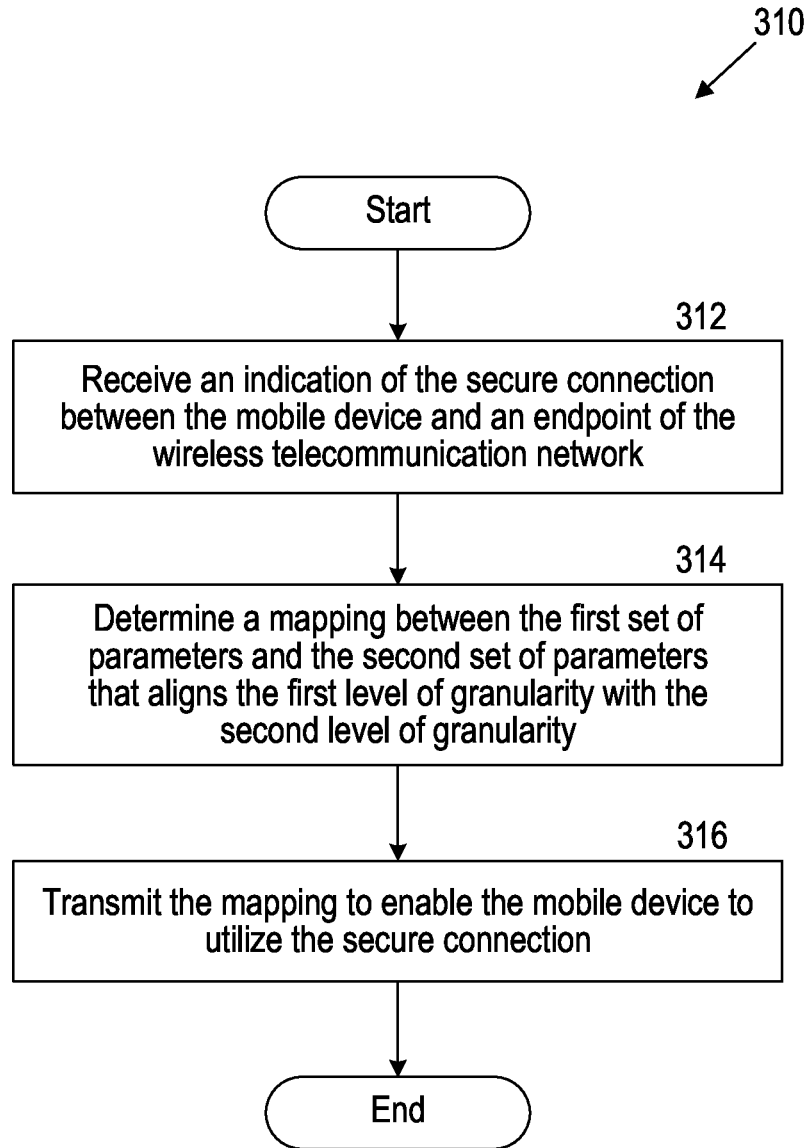 310
Start
312
Receive an indication of the secure connection
between the mobile device and an endpoint of the
wireless telecommunication network
314
Determine a mapping between the first set of
parameters and the second set of parameters
that aligns the first level of granularity with the
second level of granularity
316
Transmit the mapping to enable the mobile device to
utilize the secure connection
End